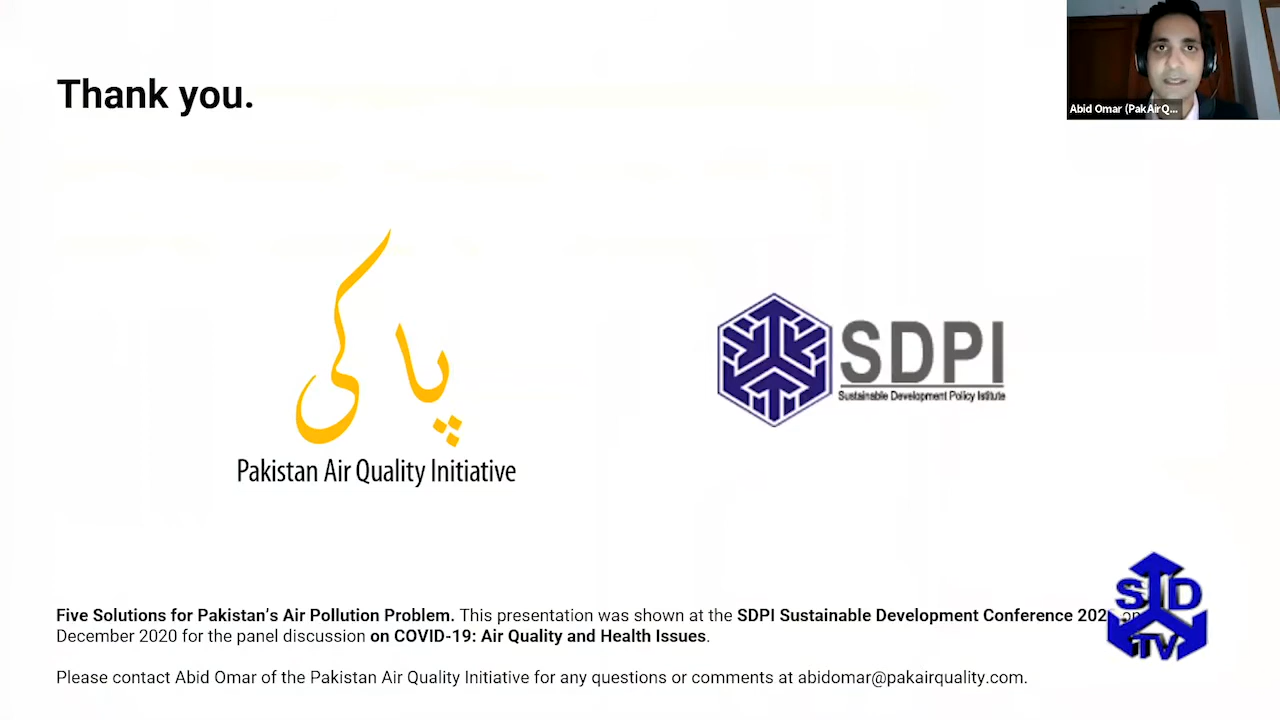 Thank you.
Abid Omar (PakAirQ...
پاکی
Pakistan Air Quality Initiative
SDPI
Sustainable Development Policy Istitute
Five Solutions for Pakistan's Air Pollution Problem. This presentation was shown at the SDPI Sustainable Development Conference
December 2020 for the panel discussion on COVID-19: Air Quality and Health Issues.
Please contact Abid Omar of the Pakistan Air Quality Initiative for any questions or comments at abidomar@pakairquality.com.
SD
TV